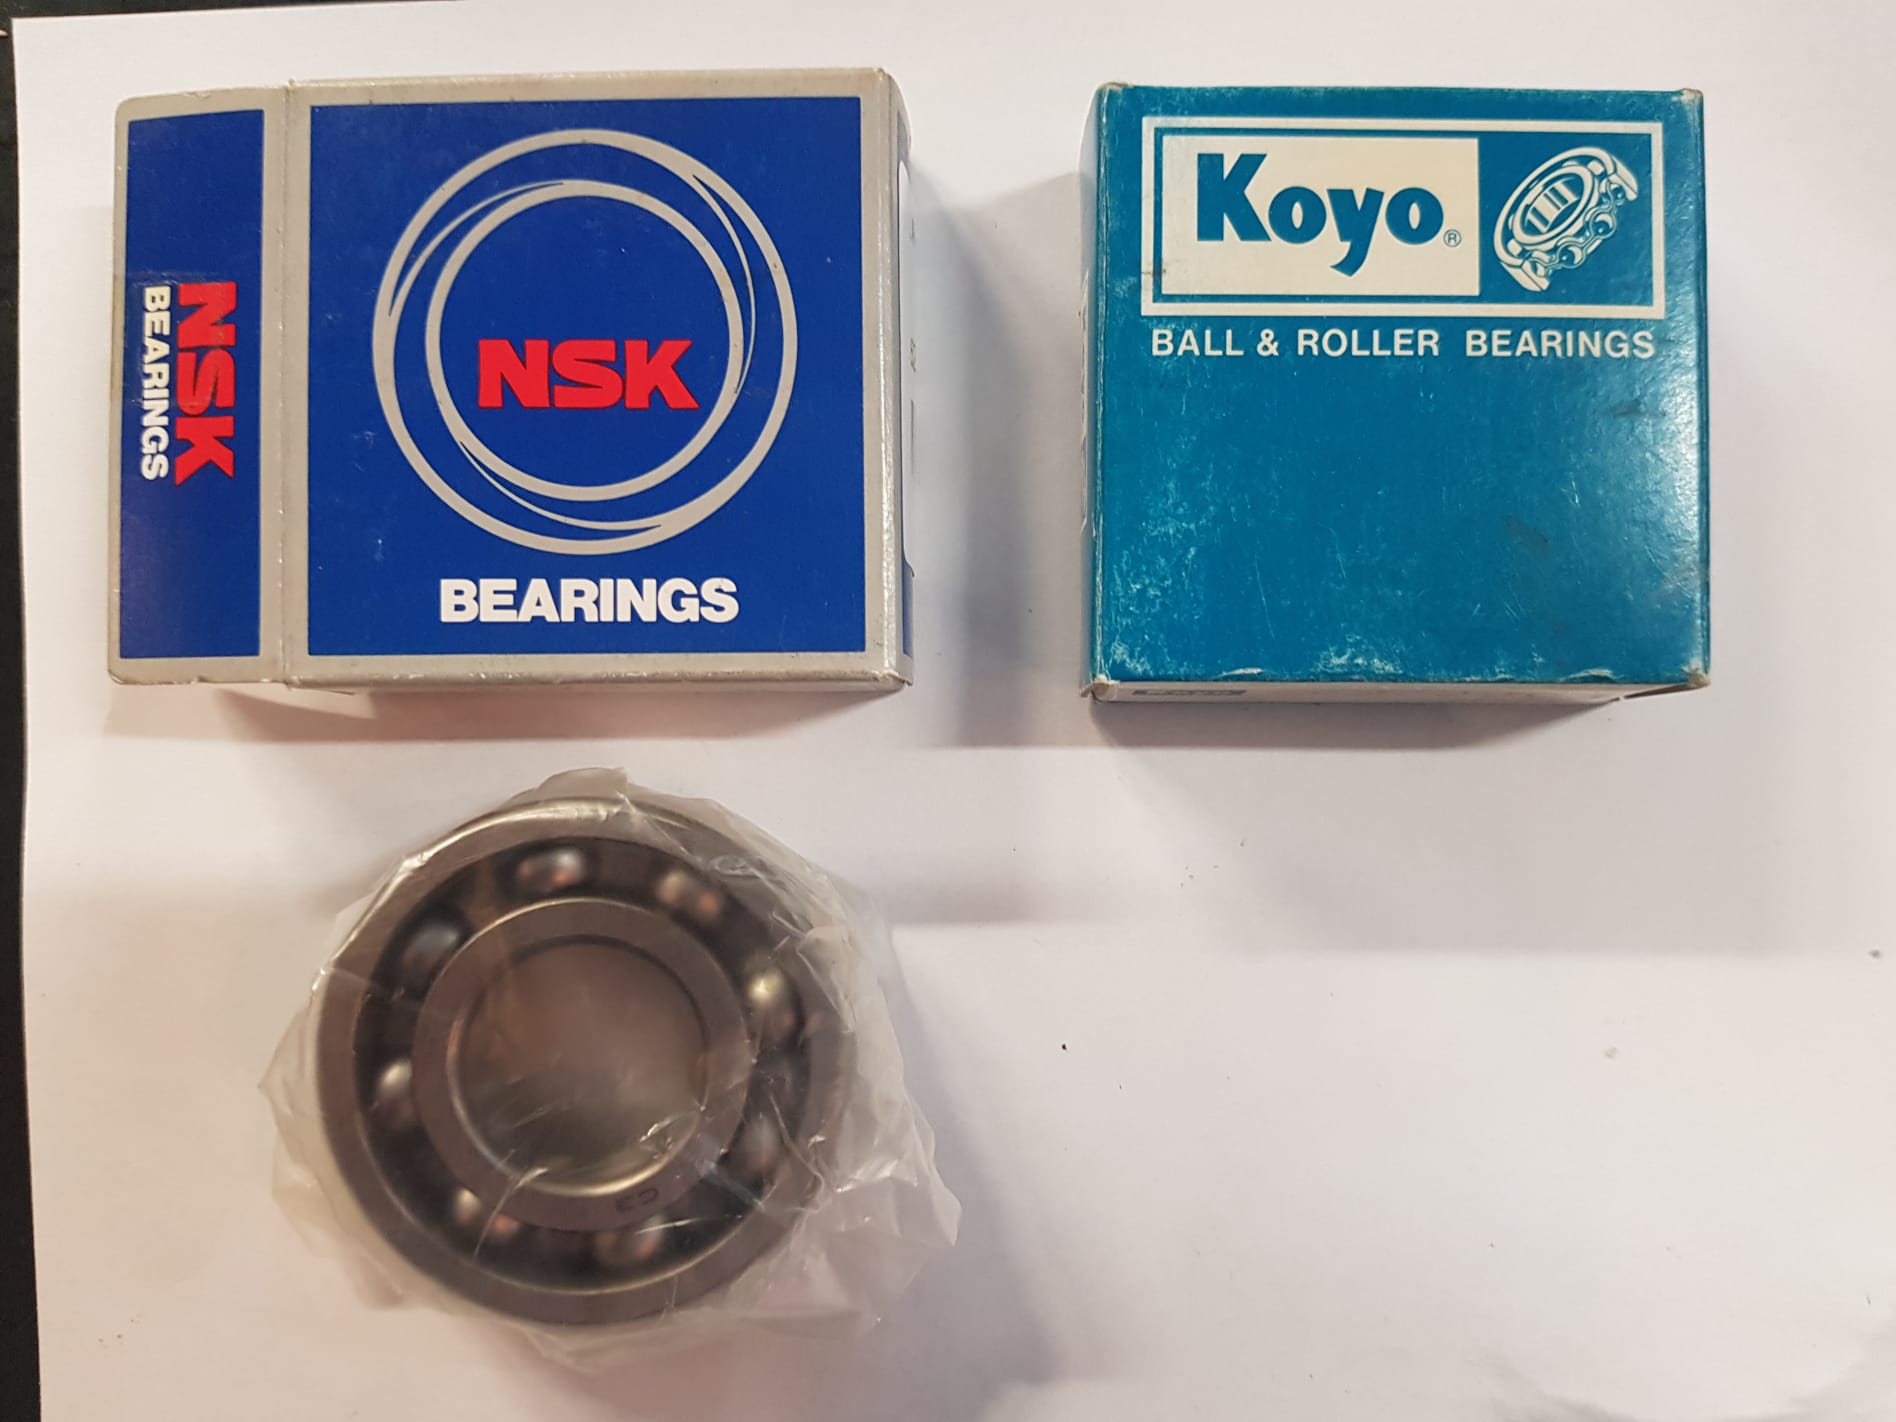 NSK
BEARINGS
NSK
BEARINGS
Koyo®
BALL & ROLLER BEARINGS
C3